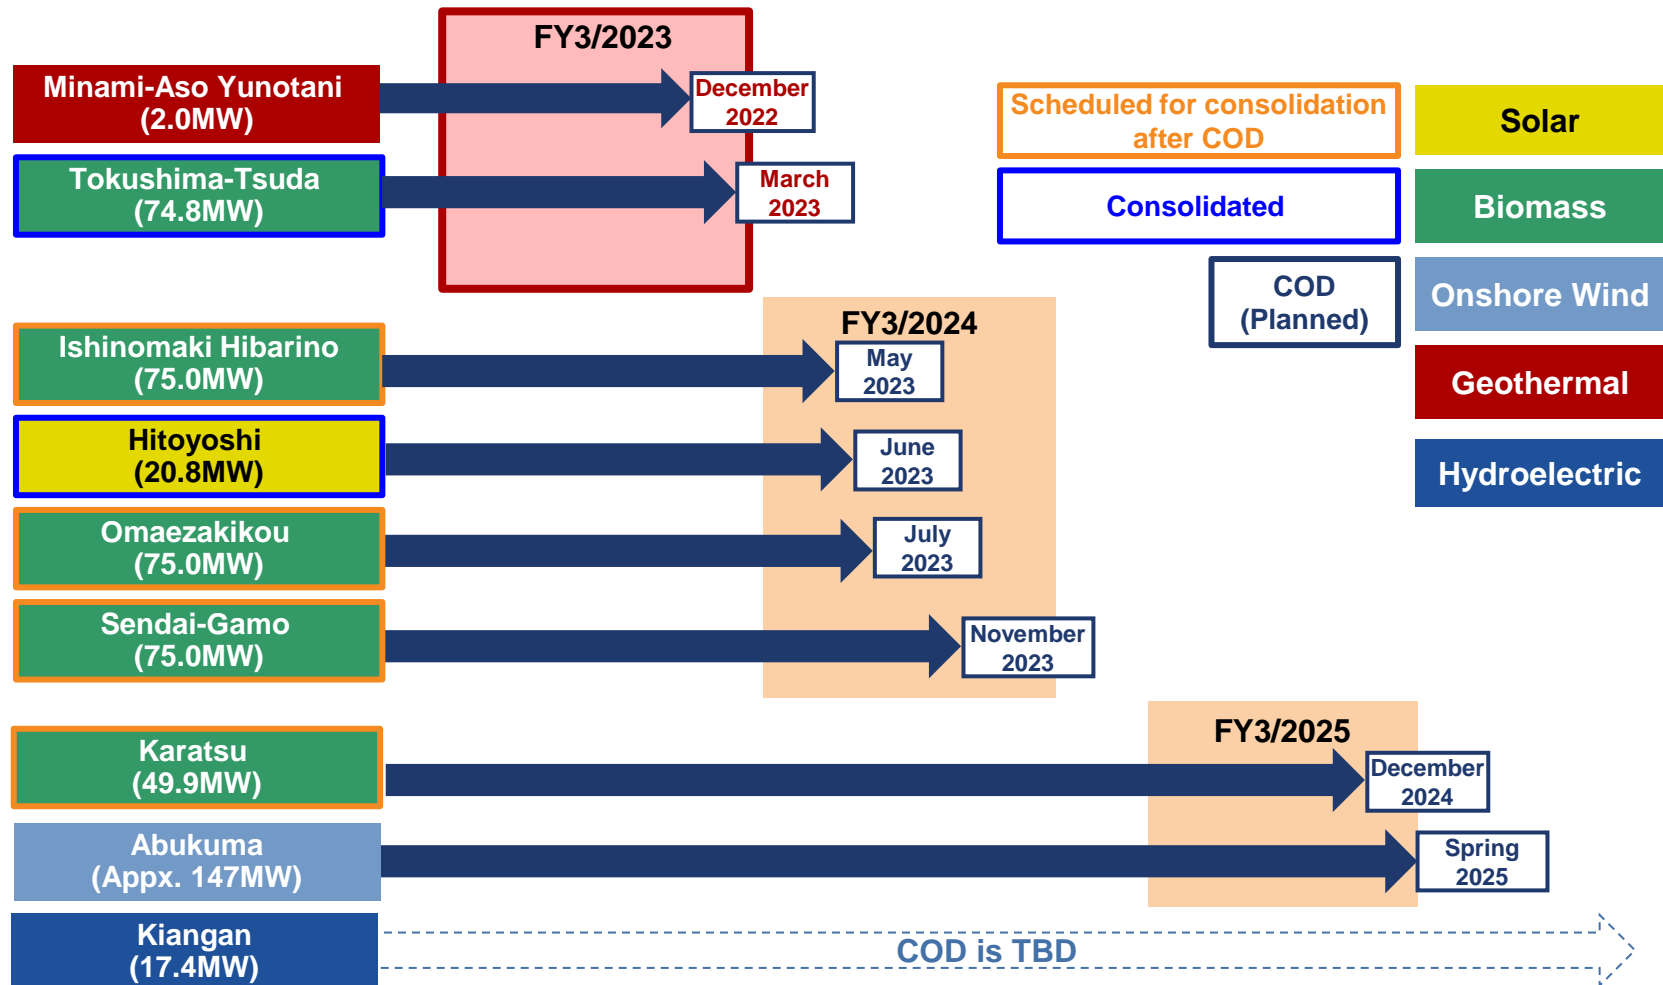 FY3/2023
Minami-Aso Yunotani
(2.0MW)
December
2022
Tokushima-Tsuda
(74.8MW)
March
2023
Scheduled for consolidation
after COD
Solar
Consolidated
Biomass
COD
(Planned)
Onshore Wind
Geothermal
Hydroelectric
FY3/2024
Ishinomaki Hibarino
(75.0MW)
May
2023
Hitoyoshi
(20.8MW)
June
2023
Omaezakikou
(75.0MW)
July
2023
Sendai-Gamo
(75.0MW)
November
2023
FY3/2025
Karatsu
(49.9MW)
December
2024
Abukuma
(Appx. 147MW)
Spring
2025
Kiangan
(17.4MW)
COD is TBD